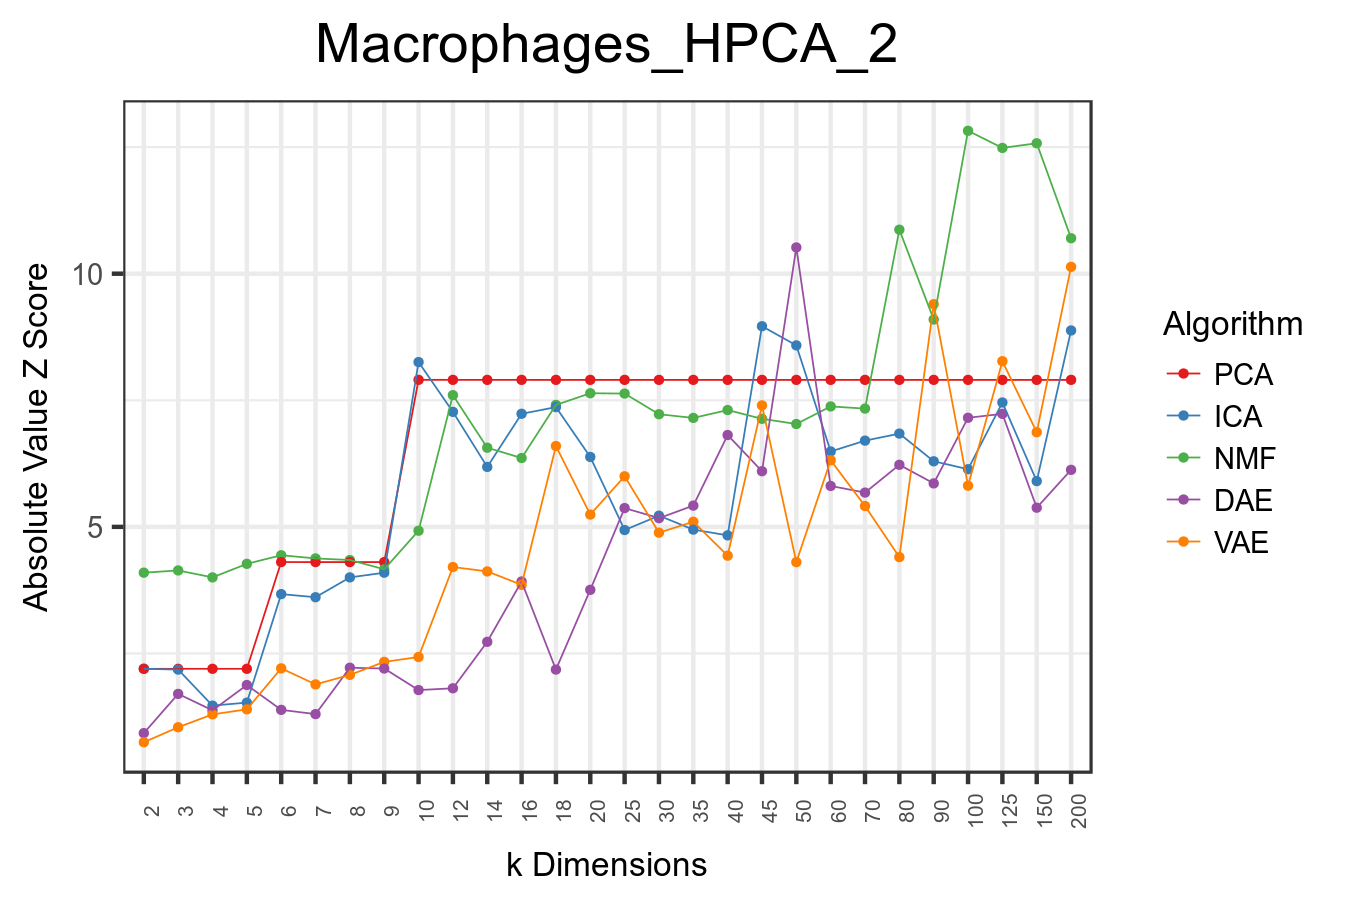 Macrophages_HPCA_2
Absolute Value Z Score
10
5
2 3 4 5 6 7 8 9 10 12 14 16 18 20 25 30 35 40 45 50 60 70 80 90 100 125 150 200
k Dimensions
Algorithm
PCA
ICA
NMF
DAE
VAE